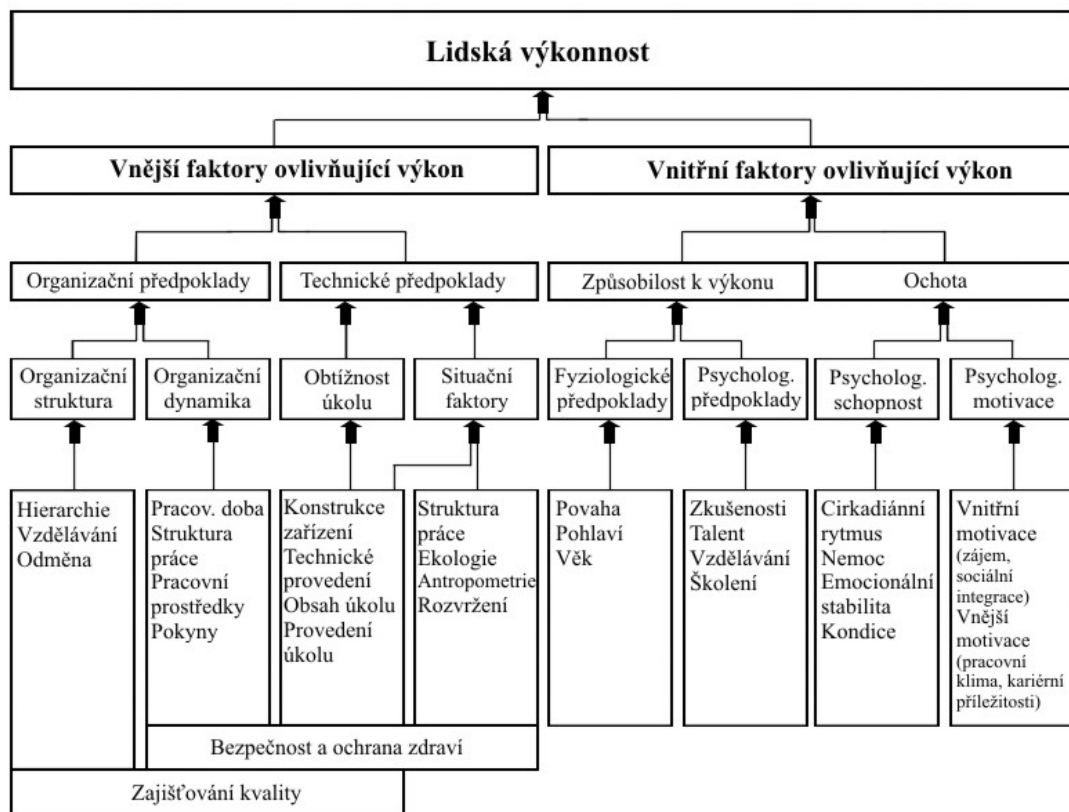 Lidská výkonnost
Vnější faktory ovlivňující výkon
Vnitřní faktory ovlivňující výkon
Organizační předpoklady
Technické předpoklady
Způsobilost k výkonu
Ochota
Organizační
struktura
Organizační
dynamika
Obtížnost
úkolu
Situační
faktory
Fyziologické
předpoklady
Psycholog.
předpoklady
Psycholog.
schopnost
Psycholog.
motivace
Hierarchie
Vzdělávání
Odměna
Pracov. doba
Struktura
práce
Pracovní
prostředky
Pokyny
Konstrukce
zařízení
Technické
provedení
Obsah úkolu
Provedení
úkolu
Struktura
práce
Ekologie
Antropometrie
Rozvržení
Povaha
Pohlaví
Věk
Zkušenosti
Talent
Vzdělávání
Školení
Cirkadiánní
rytmus
Nemoc
Emocionální
stabilita
Kondice
Vnitřní
motivace
(zájem,
sociální
integrace)
Vnější
motivace
(pracovní
klima, kariérní
příležitosti)
Bezpečnost a ochrana zdraví
Zajišťování kvality